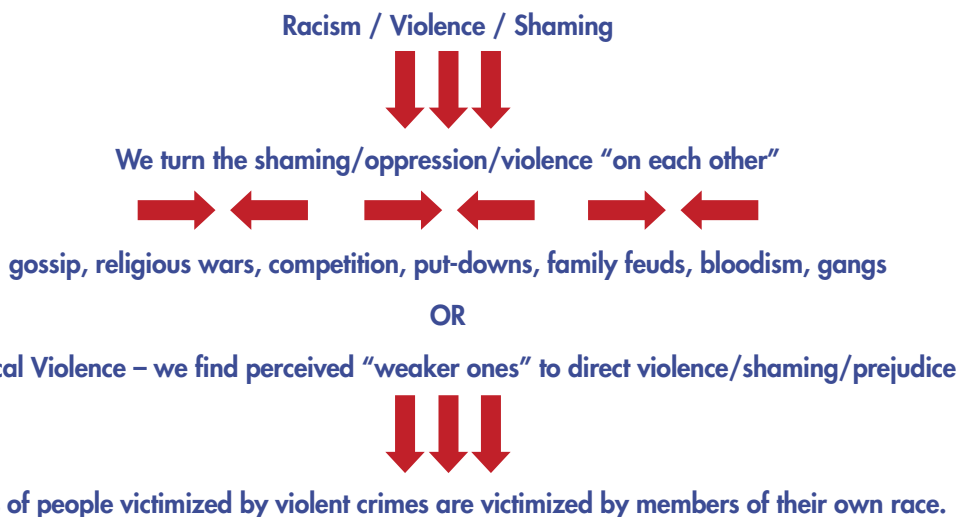 Racism / Violence / Shaming
We turn the shaming/oppression/violence “on each other”
gossip, religious wars, competition, put-downs, family feuds, bloodism, gangs
OR
Violence – we find perceived “weaker ones” to direct violence/shaming/prejudice
of people victimized by violent crimes are victimized by members of their own race.